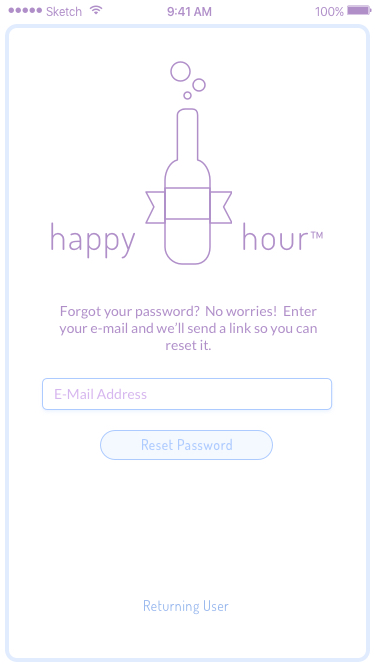 Sketch 9:41 AM 100%
happy hour™
Forgot your password? No worries! Enter
your e-mail and we'll send a link so you can
reset it.
E-Mail Address
Reset Password
Returning User